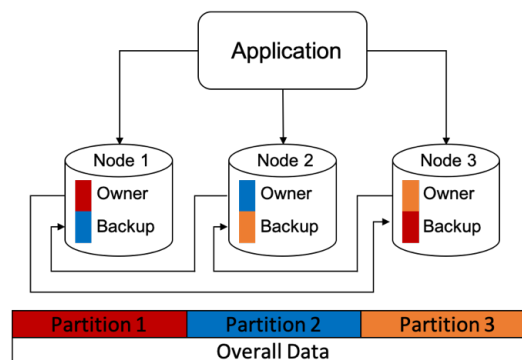 Application
Node 1
Owner
Backup
Node 2
Owner
Backup
Node 3
Owner
Backup
Partition 1 Partition 2 Partition 3
Overall Data